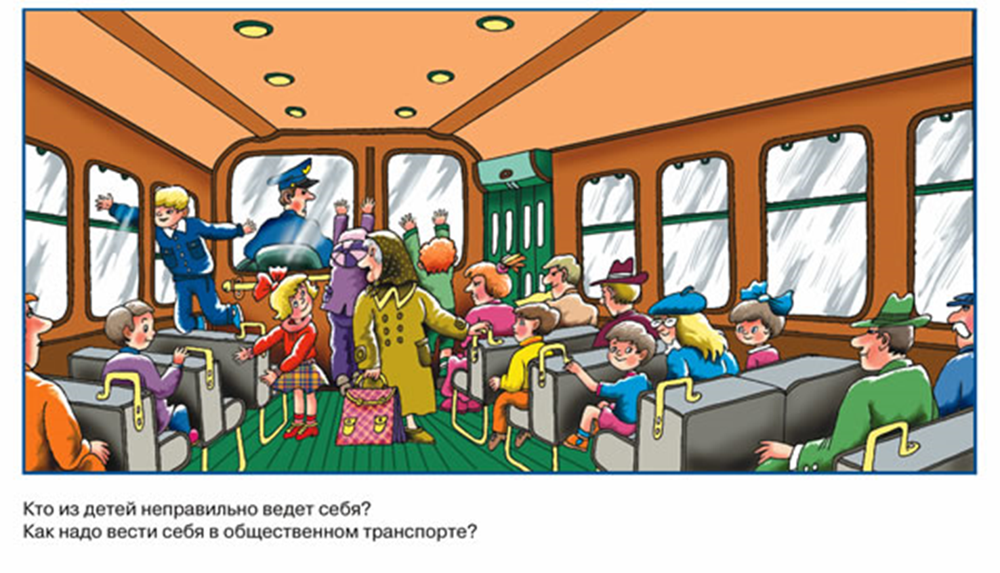 Кто из детей неправильно ведет себя?
Как надо вести себя в общественном транспорте?